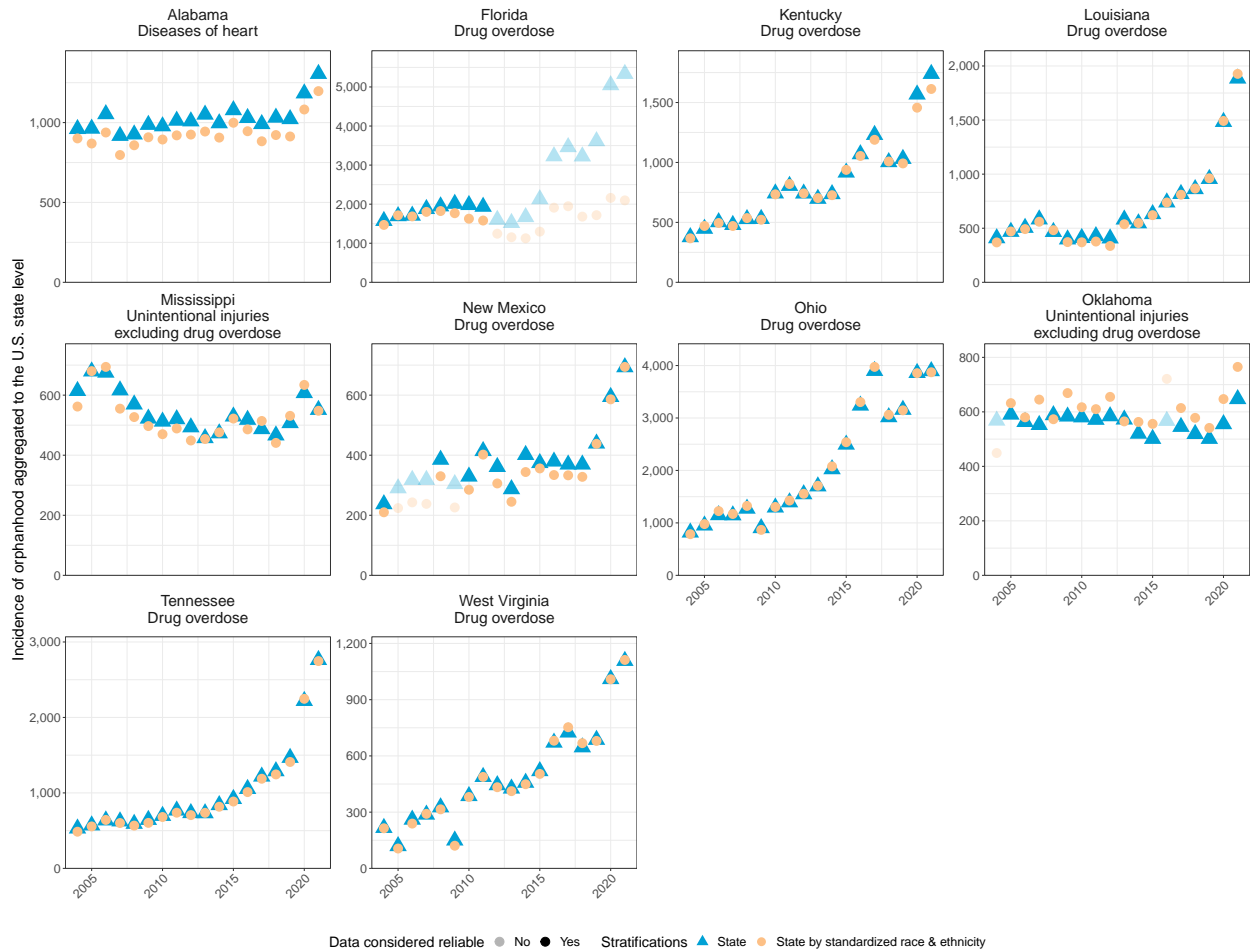 Incidence of orphanhood aggregated to the U.S. state level
Alabama
Diseases of heart
1,000
500
0
Florida
Drug overdose
5,000
4,000
3,000
2,000
1,000
0
Kentucky
Drug overdose
1,500
1,000
500
0
Louisiana
Drug overdose
2,000
1,500
1,000
500
0
Mississippi
Unintentional injuries
excluding drug overdose
600
400
200
0
New Mexico
Drug overdose
600
400
200
0
Ohio
Drug overdose
4,000
3,000
2,000
1,000
0
2005
2010
2015
2020
Oklahoma
Unintentional injuries
excluding drug overdose
800
600
400
200
0
2005
2010
2015
2020
Tennessee
Drug overdose
3,000
2,000
1,000
0
2005
2010
2015
2020
West Virginia
Drug overdose
1,200
900
600
300
0
2005
2010
2015
2020
Data considered reliable No Yes Stratifications State State by standardized race & ethnicity